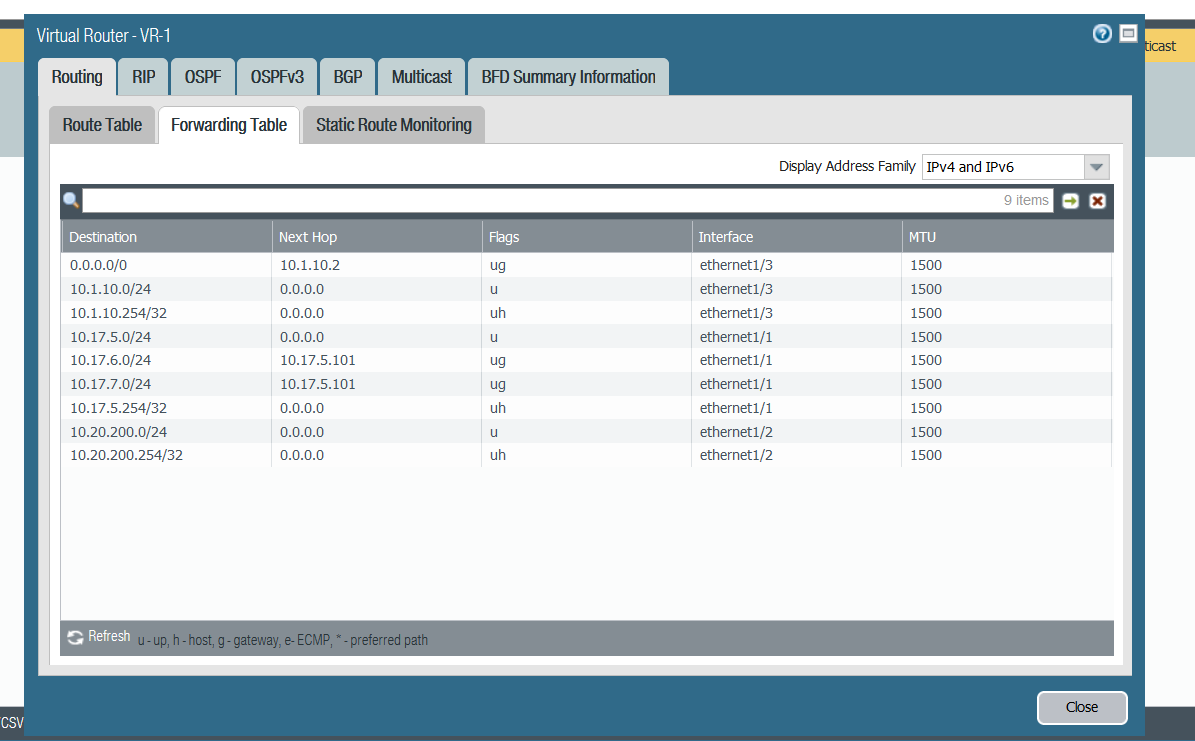 Virtual Router - VR-1
ticast
Routing RIP OSPF OSPFv3 BGP Multicast BFD Summary Information
Route Table Forwarding Table Static Route Monitoring
Display Address Family IPv4 and IPv6
9 items
Destination Next Hop Flags Interface MTU
0.0.0.0/0 10.1.10.2 ug ethernet1/3 1500
10.1.10.0/24 0.0.0.0 u ethernet1/3 1500
10.1.10.254/32 0.0.0.0 uh ethernet1/3 1500
10.17.5.0/24 0.0.0.0 u ethernet1/1 1500
10.17.6.0/24 10.17.5.101 ug ethernet1/1 1500
10.17.7.0/24 10.17.5.101 ug ethernet1/1 1500
10.17.5.254/32 0.0.0.0 uh ethernet1/1 1500
10.20.200.0/24 0.0.0.0 u ethernet1/2 1500
10.20.200.254/32 0.0.0.0 uh ethernet1/2 1500
Refresh u - up, h - host, g - gateway, e- ECMP, * - preferred path
Close
/CSV